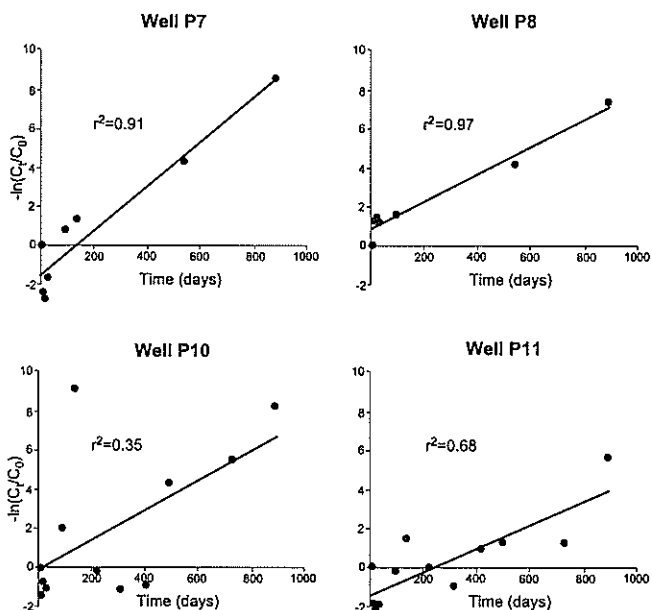 Well P7
10
8
6
4
2
0
-2
-ln(Cₜ/C₀)
r²=0.91
200 400 600 800 1000
Time (days)
Well P8
10
8
6
4
2
0
-2
r²=0.97
200 400 600 800 1000
Time (days)
Well P10
10
8
6
4
2
0
-2
-ln(Cₜ/C₀)
r²=0.35
200 400 600 800 1000
Time (days)
Well P11
10
8
6
4
2
0
-2
r²=0.68
200 400 600 800 1000
Time (days)